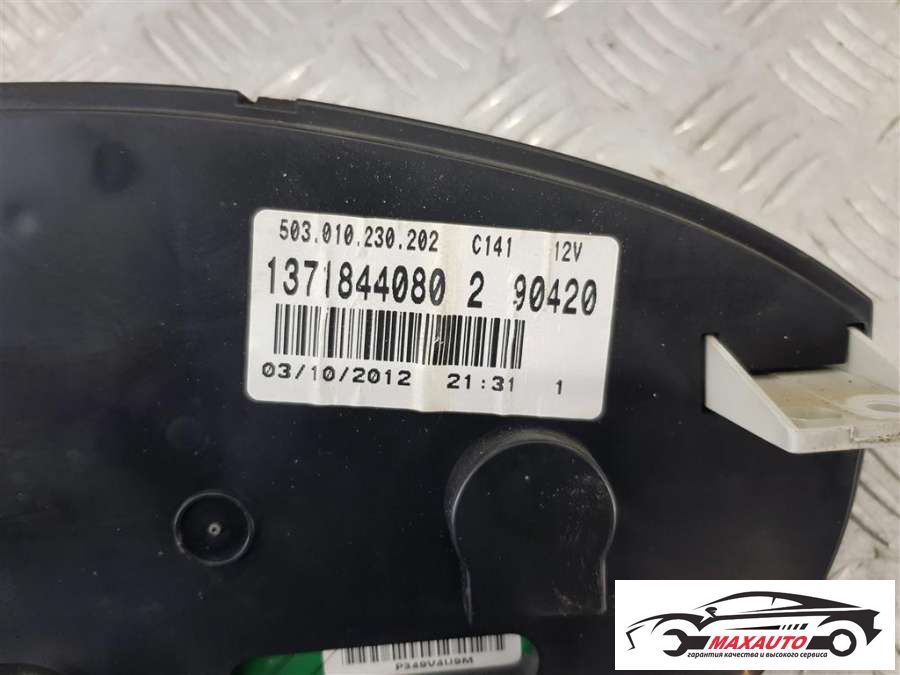 503.010.230.202 C141 12V
1371844080 2 90420
03/10/2012 21:31 1
P349V4U9M
MAXAUTO
гарантия качества и высокого сервиса